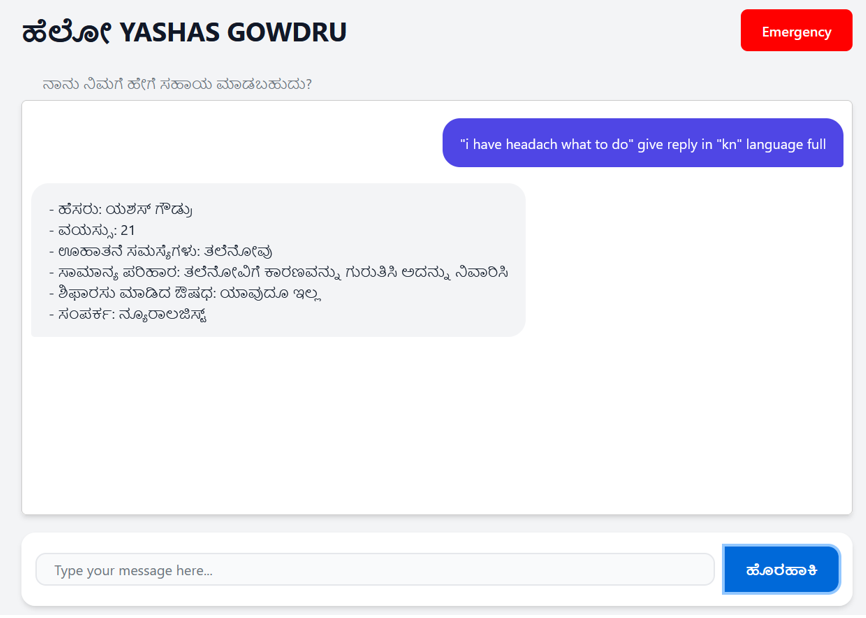 ಹೆಲೋ YASHAS GOWDRU
Emergency
ನಾನು ನಿಮಗೆ ಹೇಗೆ ಸಹಾಯ ಮಾಡಬಹುದು?
"i have headach what to do" give reply in "kn" language full
- ಹೆಸರು: ಯಶಸ್ ಗೌಡ್ರು
- ವಯಸ್ಸು: 21
- ಊಹಾತನೆ ಸಮಸ್ಯೆಗಳು: ತಲೆನೋವು
- ಸಾಮಾನ್ಯ ಪರಿಹಾರ: ತಲೆನೋವಿಗೆ ಕಾರಣವನ್ನು ಗುರುತಿಸಿ ಅದನ್ನು ನಿವಾರಿಸಿ
- ಶಿಫಾರಸು ಮಾಡಿದ ಔಷಧ: ಯಾವುದೂ ಇಲ್ಲ
- ಸಂಪರ್ಕ: ನ್ಯೂರಾಲಜಿಸ್ಟ್
Type your message here...
ಹೊರಹಾಕಿ